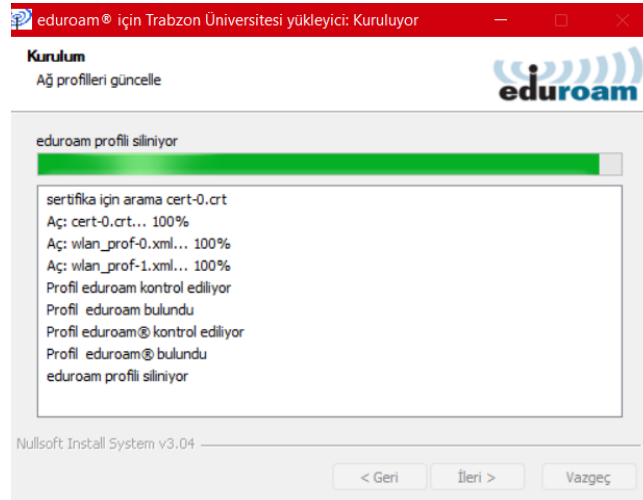 eduroam® için Trabzon Üniversitesi yükleyici: Kuruluyor
Kurulum
Ağ profilleri güncelle
eduroam
eduroam profili siliniyor
sertifika için arama cert-0.crt
Aç: cert-0.crt... 100%
Aç: wlan_prof-0.xml... 100%
Aç: wlan_prof-1.xml... 100%
Profil eduroam kontrol ediliyor
Profil eduroam bulundu
Profil eduroam® kontrol ediliyor
Profil eduroam® bulundu
eduroam profili siliniyor
Nullsoft Install System v3.04
< Geri İleri > Vazgeç